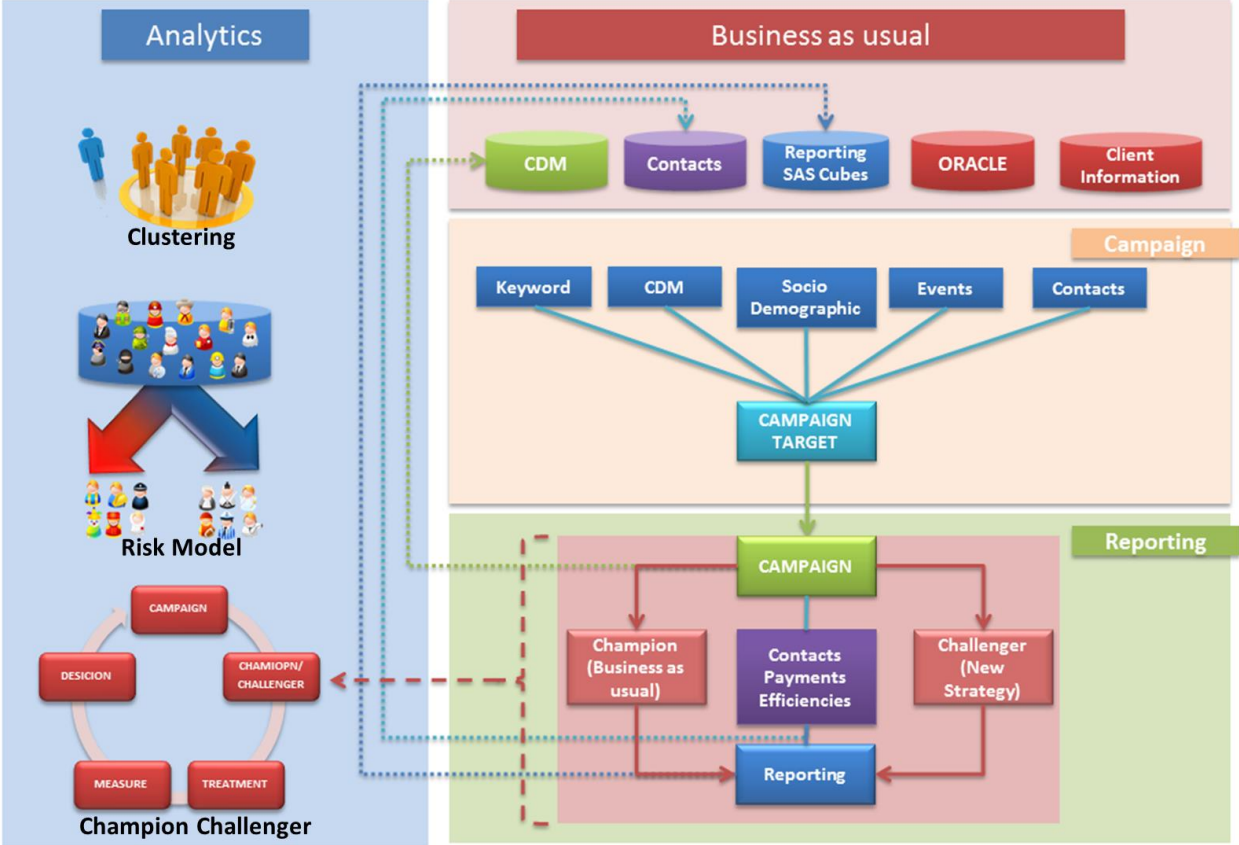 Analytics
Clustering
Risk Model
CAMPAIGN
DESICION
CHAMIOPN/
CHALLENGER
MEASURE
TREATMENT
Champion Challenger
Business as usual
CDM
Contacts
Reporting
SAS Cubes
ORACLE
Client
Information
Campaign
Keyword
CDM
Socio
Demographic
Events
Contacts
CAMPAIGN
TARGET
Reporting
CAMPAIGN
Champion
(Business as
usual)
Contacts
Payments
Efficiencies
Challenger
(New
Strategy)
Reporting